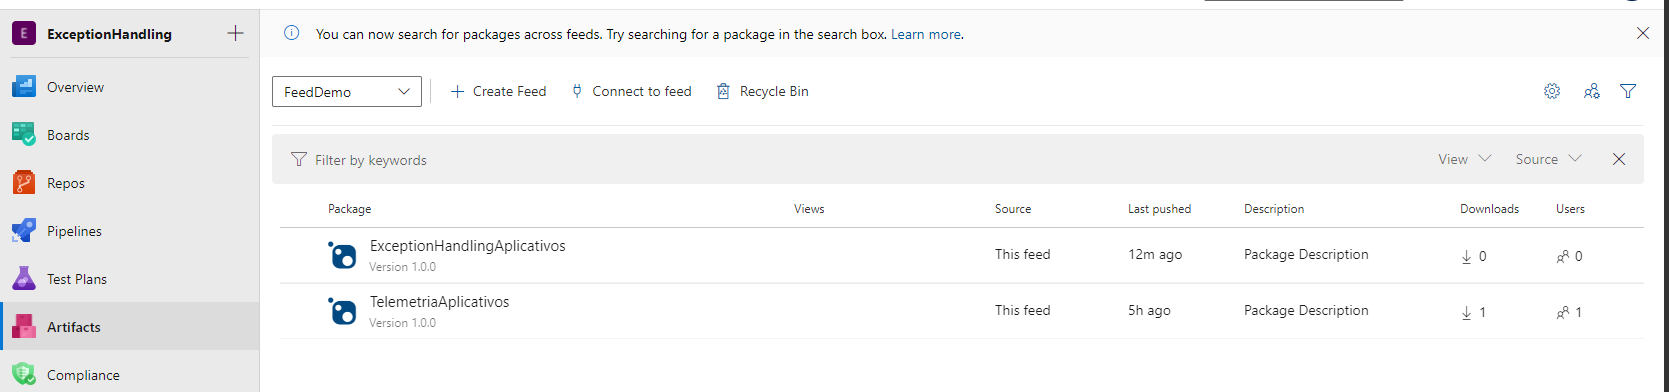 E ExceptionHandling
You can now search for packages across feeds. Try searching for a package in the search box. Learn more.
Overview
Boards
Repos
Pipelines
Test Plans
Artifacts
Compliance
FeedDemo Create Feed Connect to feed Recycle Bin
Filter by keywords View Source
Package Views Source Last pushed Description Downloads Users
ExceptionHandlingAplicativos
Version 1.0.0
This feed 12m ago Package Description 0 0
TelemetriaAplicativos
Version 1.0.0
This feed 5h ago Package Description 1 1